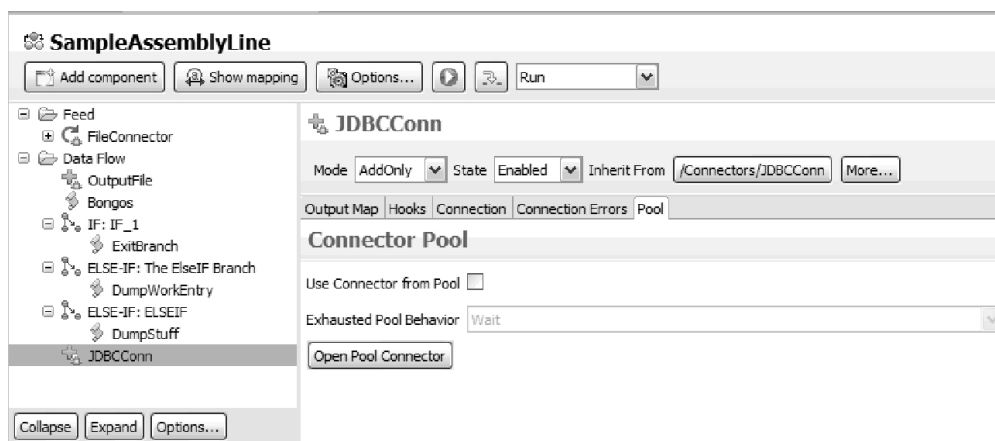 SampleAssemblyLine
Add component Show mapping Options... Run
Feed
FileConnector
Data Flow
OutputFile
Bongos
IF: IF_1
ExitBranch
ELSE-IF: The ElseIF Branch
DumpWorkEntry
ELSE-IF: ELSEIF
DumpStuff
JDBCConn
Collapse Expand Options...
JDBCConn
Mode AddOnly State Enabled Inherit From /Connectors/JDBCConn More...
Output Map Hooks Connection Connection Errors Pool
Connector Pool
Use Connector from Pool
Exhausted Pool Behavior Wait
Open Pool Connector